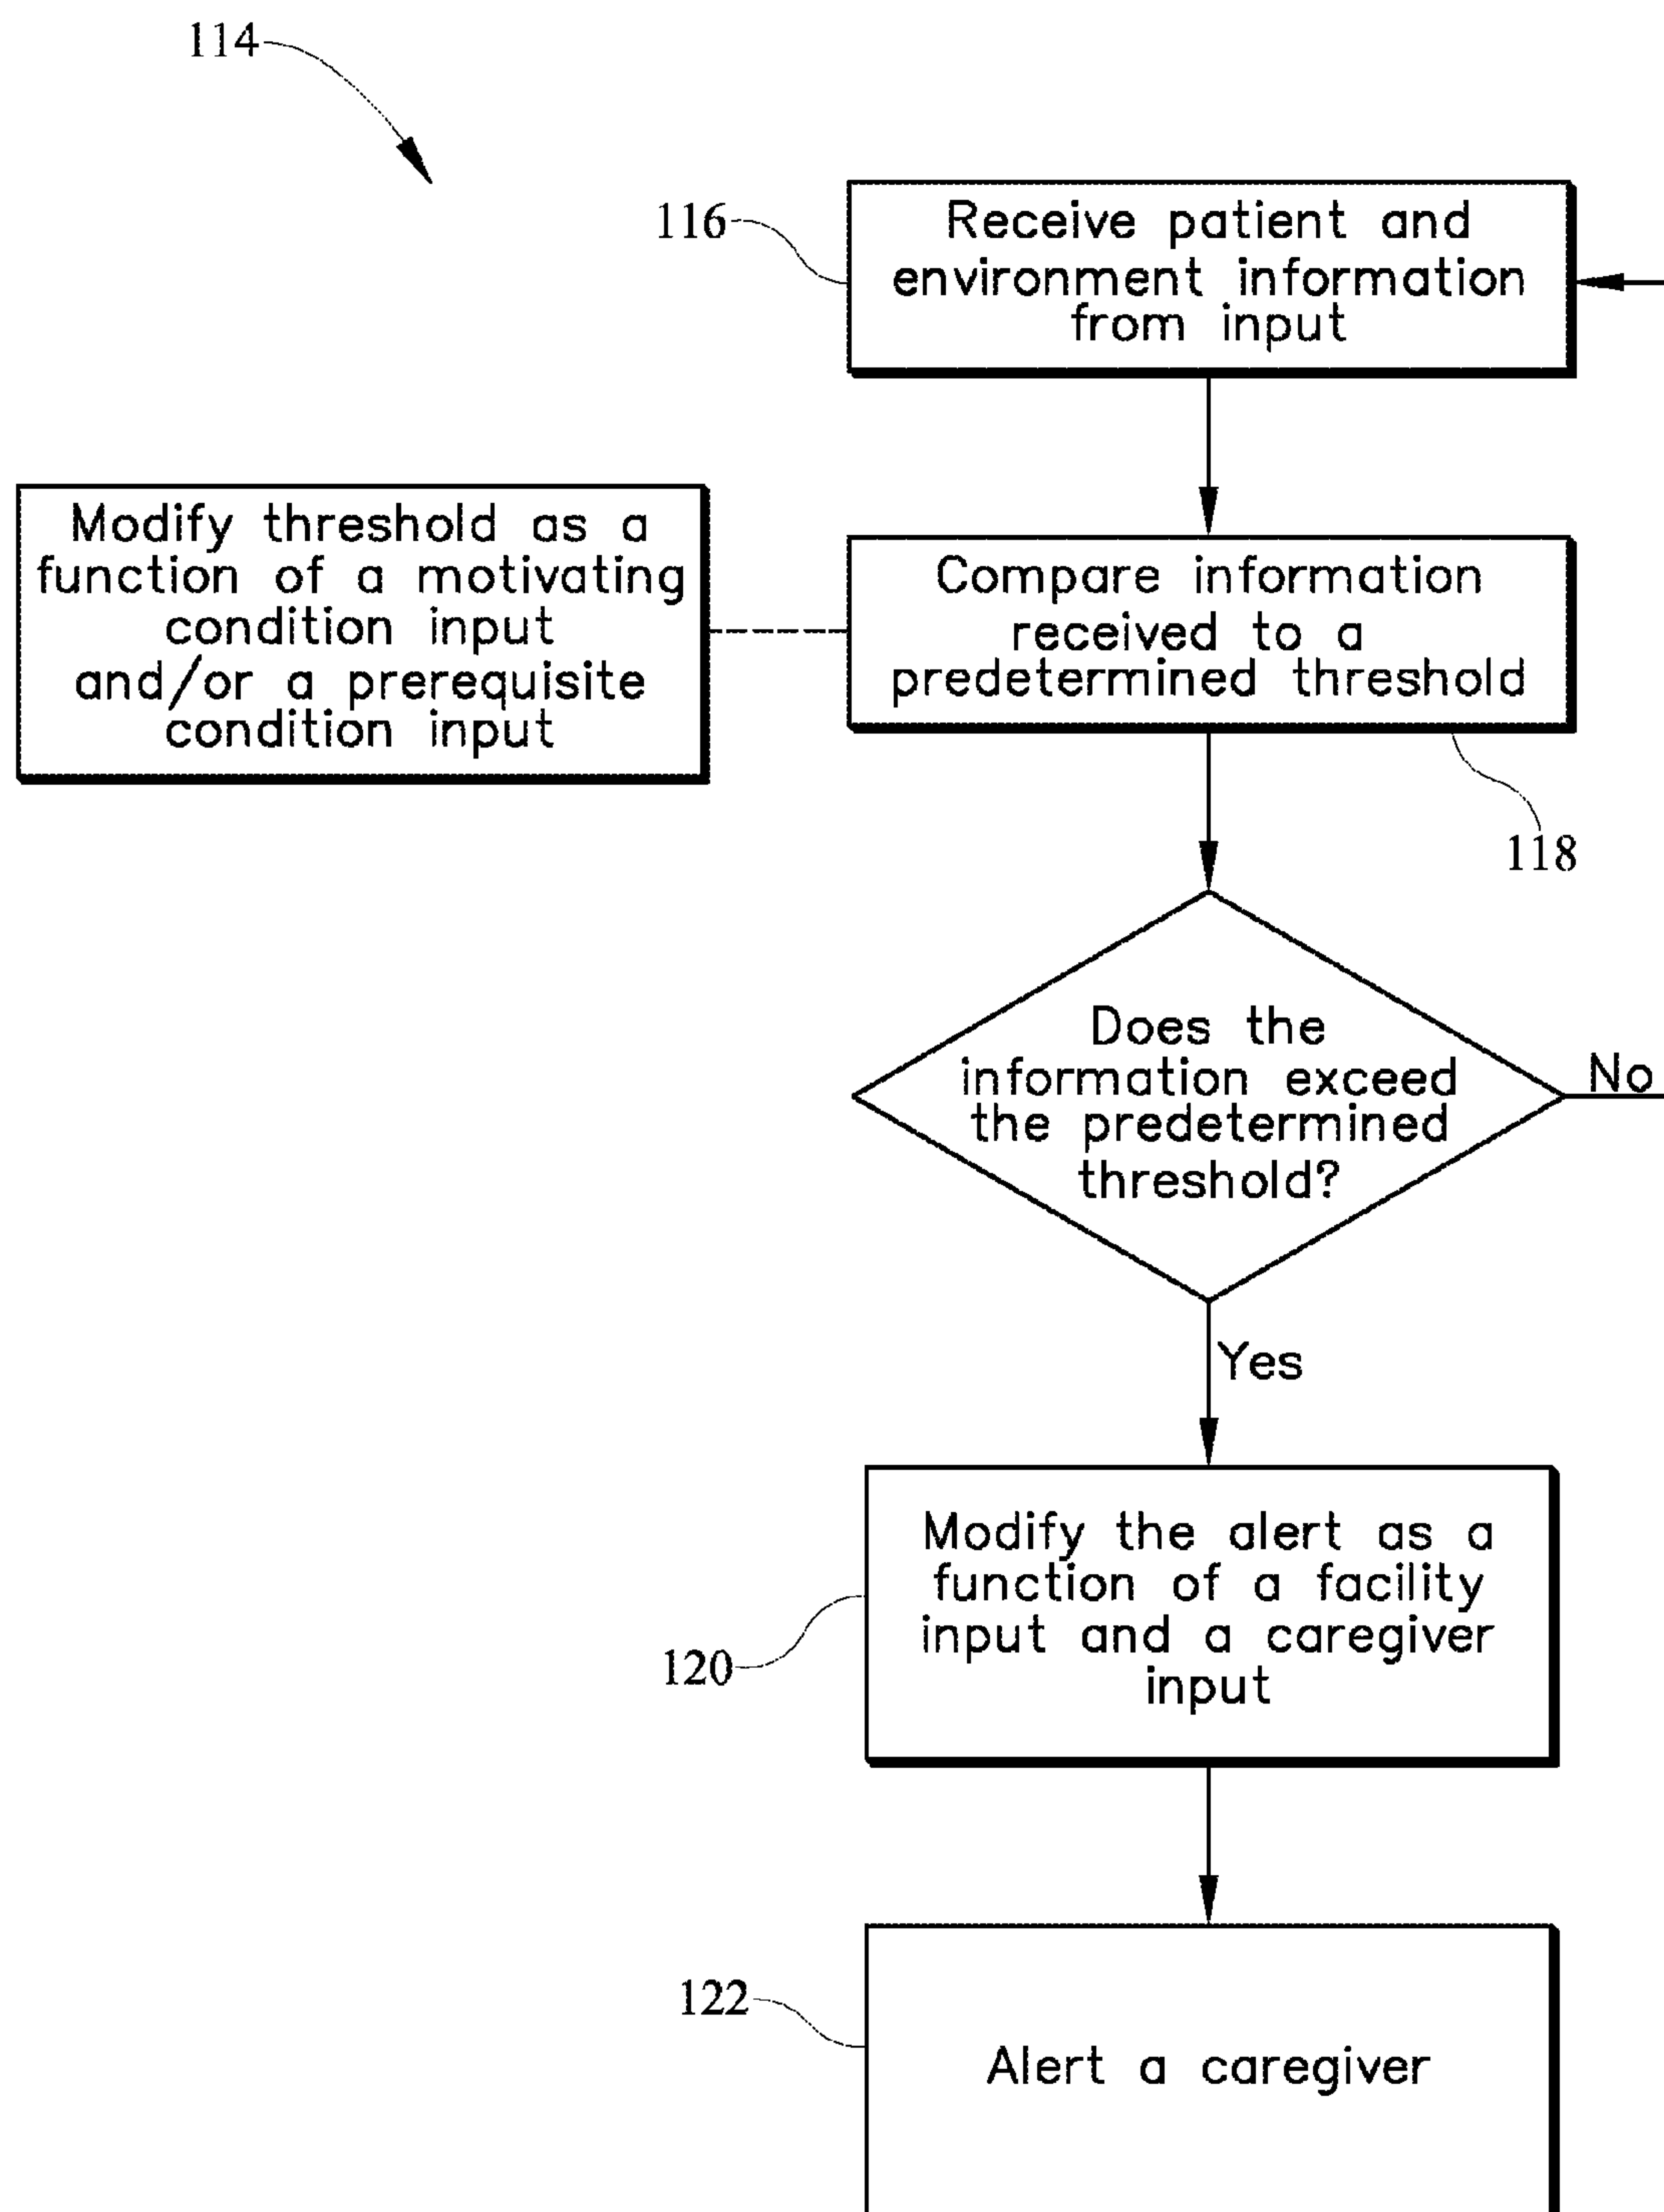 114
116
Receive patient and
environment information
from input
Modify threshold as a
function of a motivating
condition input
and/or a prerequisite
condition input
Compare information
received to a
predetermined threshold
118
Does the
information exceed
the predetermined
threshold?
No
Yes
Modify the alert as a
function of a facility
input and a caregiver
input
120
122
Alert a caregiver